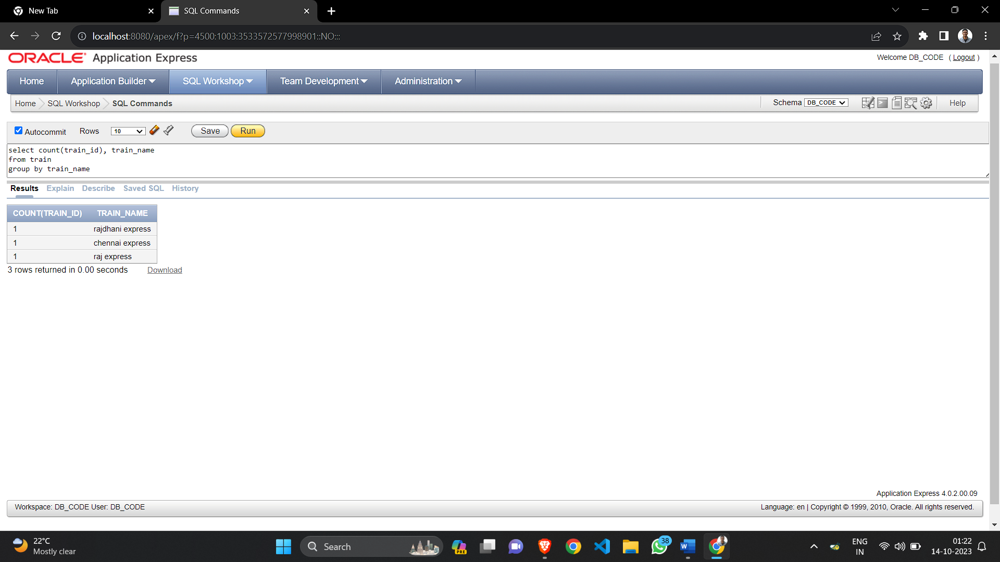 New Tab
SQL Commands
localhost:8080/apex/f?p=4500:1003:3533572577998901::NO:::
ORACLE Application Express
Welcome DB_CODE ( Logout )
Home Application Builder SQL Workshop Team Development Administration
Home SQL Workshop SQL Commands
Schema DB_CODE Help
Autocommit Rows 10 Save Run
select count(train_id), train_name
from train
group by train_name
Results Explain Describe Saved SQL History
COUNT(TRAIN_ID) TRAIN_NAME
1 rajdhani express
1 chennai express
1 raj express
3 rows returned in 0.00 seconds Download
Application Express 4.0.2.00.09
Workspace: DB_CODE User: DB_CODE
Language: en | Copyright © 1999, 2010, Oracle. All rights reserved.
22°C
Mostly clear
Search
PRE
38
W
ENG
IN
01:22
14-10-2023